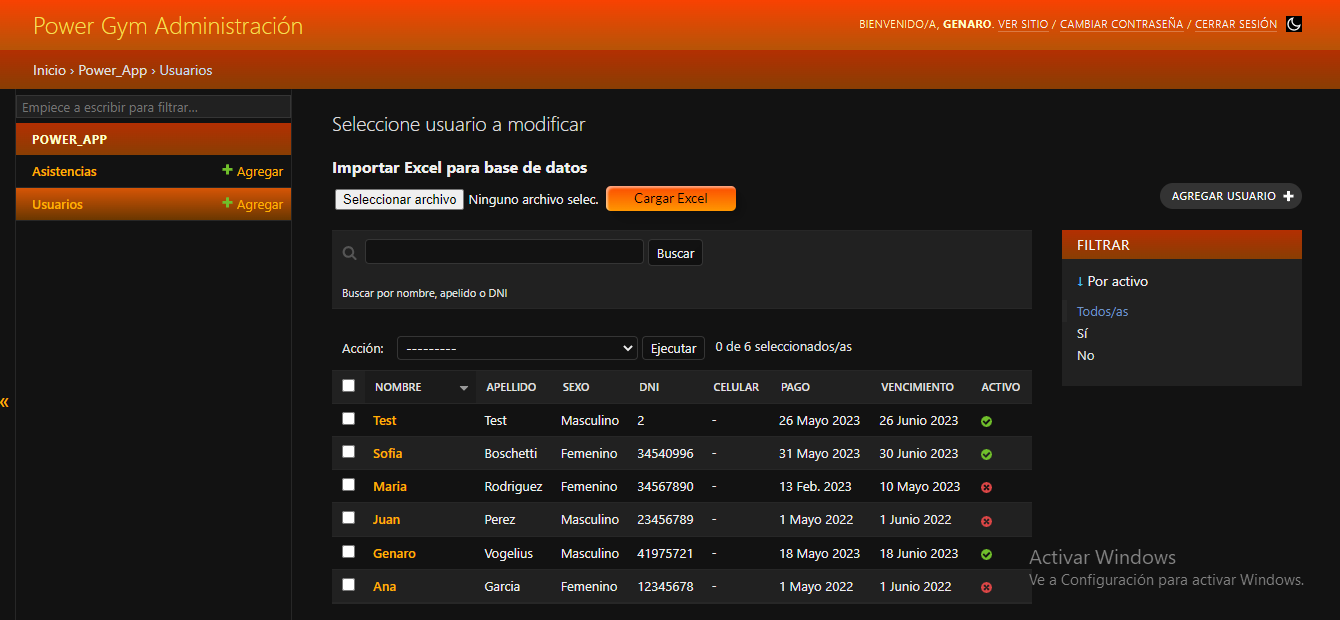 Power Gym Administración
BIENVENIDO/A, GENARO. VER SITIO / CAMBIAR CONTRASEÑA / CERRAR SESIÓN
Inicio › Power_App › Usuarios
Empiece a escribir para filtrar...
POWER_APP
Asistencias + Agregar
Usuarios + Agregar
«
Seleccione usuario a modificar
Importar Excel para base de datos
Seleccionar archivo Ninguno archivo selec. Cargar Excel
AGREGAR USUARIO +
Buscar
Buscar por nombre, apelido o DNI
Acción: --------- Ejecutar 0 de 6 seleccionados/as
NOMBRE APELLIDO SEXO DNI CELULAR PAGO VENCIMIENTO ACTIVO
Test Test Masculino 2 - 26 Mayo 2023 26 Junio 2023
Sofia Boschetti Femenino 34540996 - 31 Mayo 2023 30 Junio 2023
Maria Rodriguez Femenino 34567890 - 13 Feb. 2023 10 Mayo 2023
Juan Perez Masculino 23456789 - 1 Mayo 2022 1 Junio 2022
Genaro Vogelius Masculino 41975721 - 18 Mayo 2023 18 Junio 2023
Ana Garcia Femenino 12345678 - 1 Mayo 2022 1 Junio 2022
FILTRAR
↓ Por activo
Todos/as
Sí
No
Activar Windows
Ve a Configuración para activar Windows.